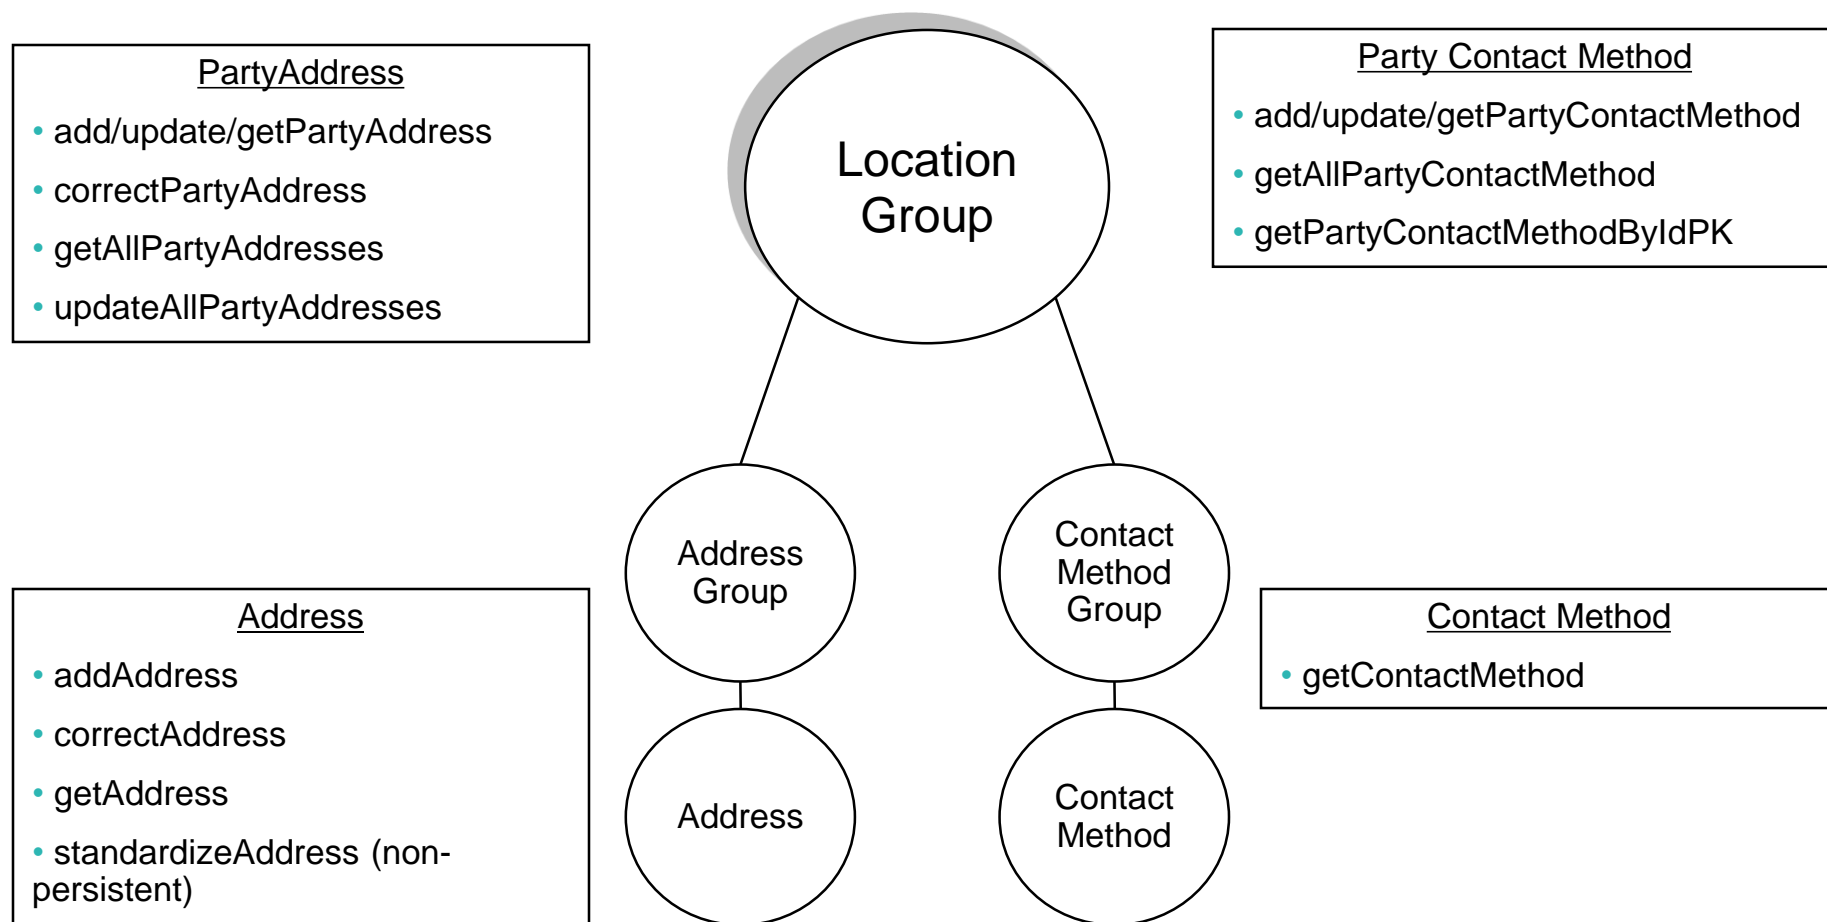 PartyAddress
• add/update/getPartyAddress
• correctPartyAddress
• getAllPartyAddresses
• updateAllPartyAddresses
Location
Group
Party Contact Method
• add/update/getPartyContactMethod
• getAllPartyContactMethod
• getPartyContactMethodByIdPK
Address
Group
Contact
Method
Group
Address
• addAddress
• correctAddress
• getAddress
• standardizeAddress (non-
persistent)
Contact Method
• getContactMethod
Address
Contact
Method